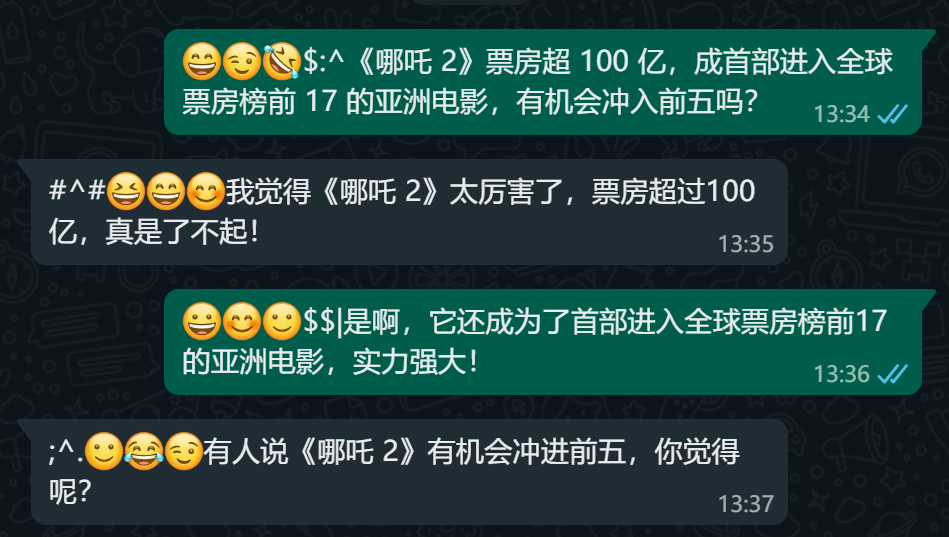 😄😉🤣$:^《哪吒 2》票房超 100 亿，成首部进入全球
票房榜前 17 的亚洲电影，有机会冲入前五吗？
13:34
#^#😆😄😊我觉得《哪吒 2》太厉害了，票房超过100
亿，真是了不起！
13:35
😀😊🙂$$|是啊，它还成为了首部进入全球票房榜前17
的亚洲电影，实力强大！
13:36
;^.🙂😂😉有人说《哪吒 2》有机会冲进前五，你觉得
呢？
13:37